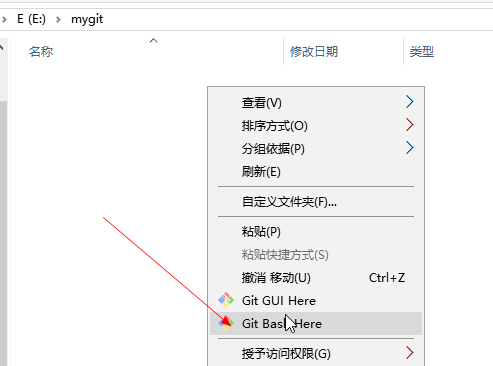 E (E:) mygit
名称 修改日期 类型
查看(V)
排序方式(O)
分组依据(P)
刷新(E)
自定义文件夹(F)...
粘贴(P)
粘贴快捷方式(S)
撤消 移动(U) Ctrl+Z
Git GUI Here
Git Bash Here
授予访问权限(G)